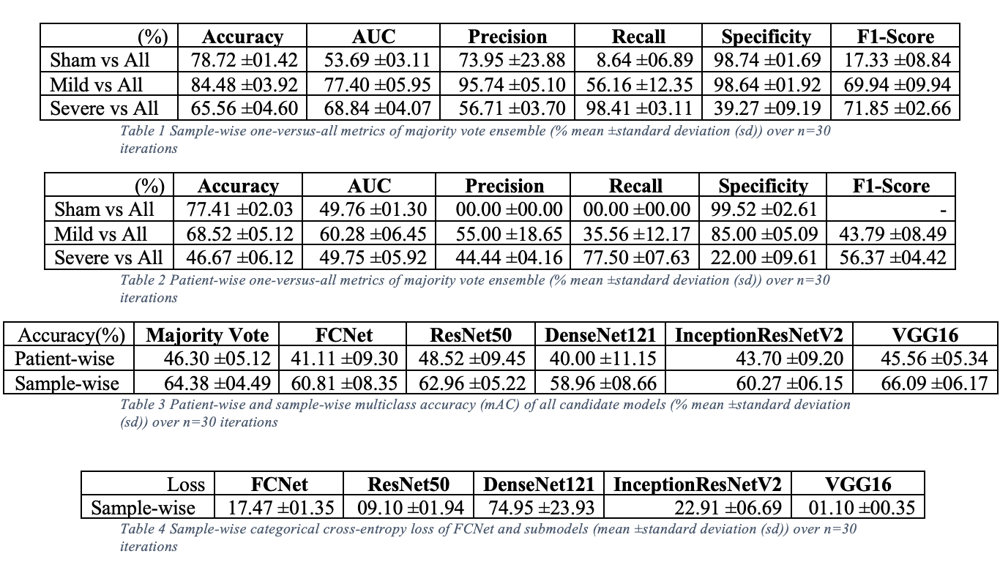 (%) Accuracy AUC Precision Recall Specificity F1-Score
Sham vs All 78.72 ±01.42 53.69 ±03.11 73.95 ±23.88 8.64 ±06.89 98.74 ±01.69 17.33 ±08.84
Mild vs All 84.48 ±03.92 77.40 ±05.95 95.74 ±05.10 56.16 ±12.35 98.64 ±01.92 69.94 ±09.94
Severe vs All 65.56 ±04.60 68.84 ±04.07 56.71 ±03.70 98.41 ±03.11 39.27 ±09.19 71.85 ±02.66
Table 1 Sample-wise one-versus-all metrics of majority vote ensemble (% mean ±standard deviation (sd)) over n=30
iterations
(%) Accuracy AUC Precision Recall Specificity F1-Score
Sham vs All 77.41 ±02.03 49.76 ±01.30 00.00 ±00.00 00.00 ±00.00 99.52 ±02.61 -
Mild vs All 68.52 ±05.12 60.28 ±06.45 55.00 ±18.65 35.56 ±12.17 85.00 ±05.09 43.79 ±08.49
Severe vs All 46.67 ±06.12 49.75 ±05.92 44.44 ±04.16 77.50 ±07.63 22.00 ±09.61 56.37 ±04.42
Table 2 Patient-wise one-versus-all metrics of majority vote ensemble (% mean ±standard deviation (sd)) over n=30
iterations
Accuracy(%) Majority Vote FCNet ResNet50 DenseNet121 InceptionResNetV2 VGG16
Patient-wise 46.30 ±05.12 41.11 ±09.30 48.52 ±09.45 40.00 ±11.15 43.70 ±09.20 45.56 ±05.34
Sample-wise 64.38 ±04.49 60.81 ±08.35 62.96 ±05.22 58.96 ±08.66 60.27 ±06.15 66.09 ±06.17
Table 3 Patient-wise and sample-wise multiclass accuracy (mAC) of all candidate models (% mean ±standard deviation
(sd)) over n=30 iterations
Loss FCNet ResNet50 DenseNet121 InceptionResNetV2 VGG16
Sample-wise 17.47 ±01.35 09.10 ±01.94 74.95 ±23.93 22.91 ±06.69 01.10 ±00.35
Table 4 Sample-wise categorical cross-entropy loss of FCNet and submodels (mean ±standard deviation (sd)) over n=30
iterations